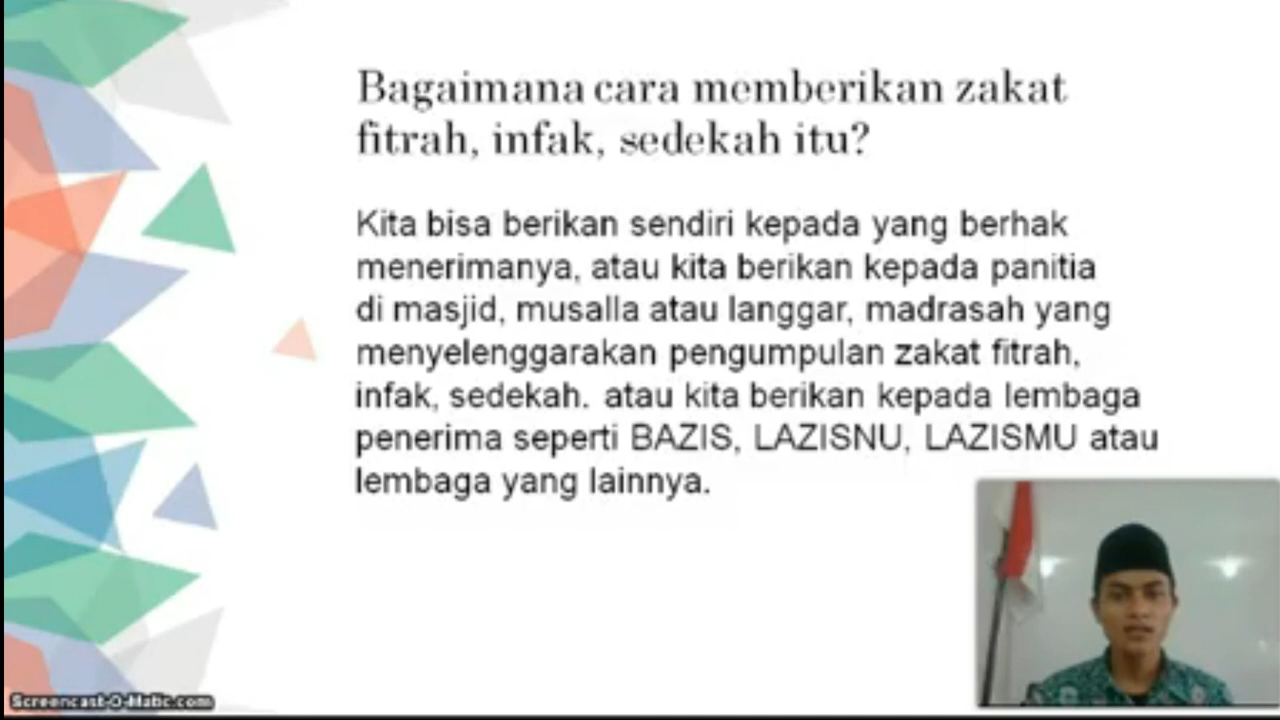 Bagaimana cara memberikan zakat
fitrah, infak, sedekah itu?
Kita bisa berikan sendiri kepada yang berhak
menerimanya, atau kita berikan kepada panitia
di masjid, musalla atau langgar, madrasah yang
menyelenggarakan pengumpulan zakat fitrah,
infak, sedekah. atau kita berikan kepada lembaga
penerima seperti BAZIS, LAZISNU, LAZISMU atau
lembaga yang lainnya.
Screencast-O-Matic.com